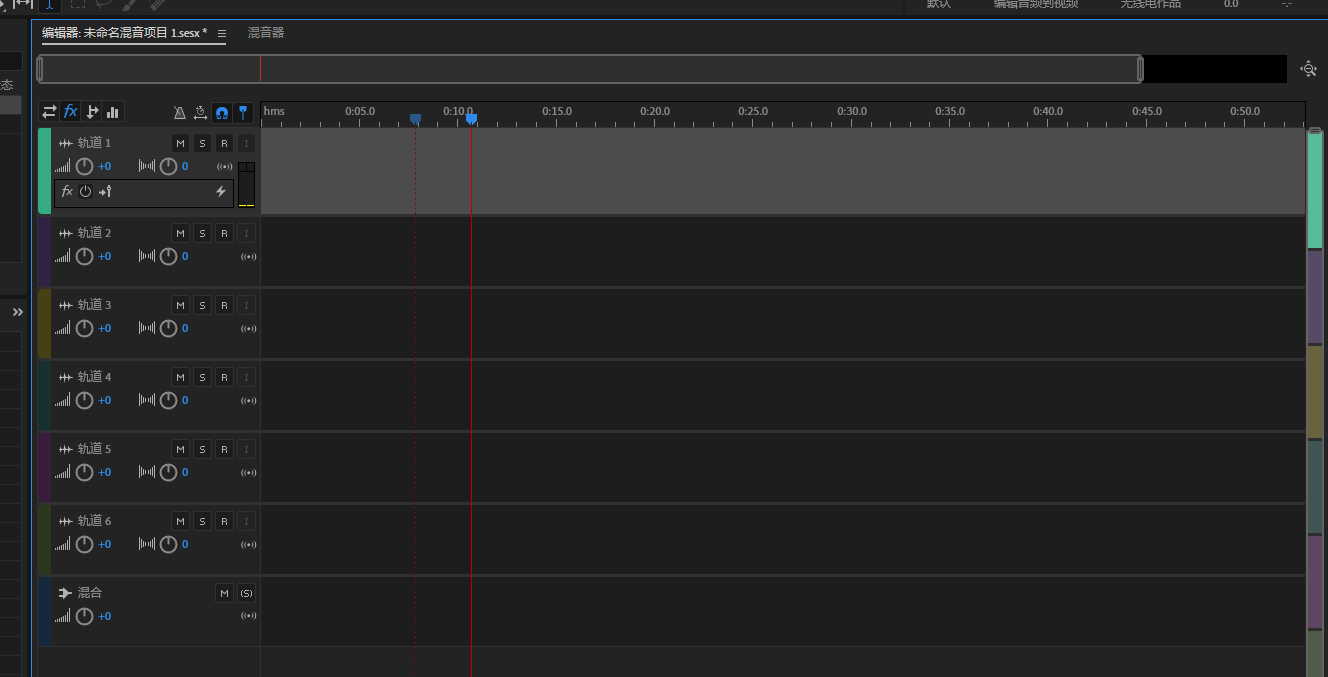 默认 编辑音频到视频 无线电作品 0.0
编辑器: 未命名混音项目 1.sesx * ≡ 混音器
态
fx
hms 0:05.0 0:10.0 0:15.0 0:20.0 0:25.0 0:30.0 0:35.0 0:40.0 0:45.0 0:50.0
轨道 1 M S R I
+0 0
fx
轨道 2 M S R I
+0 0
轨道 3 M S R I
+0 0
轨道 4 M S R I
+0 0
轨道 5 M S R I
+0 0
轨道 6 M S R I
+0 0
混合 M (S)
+0